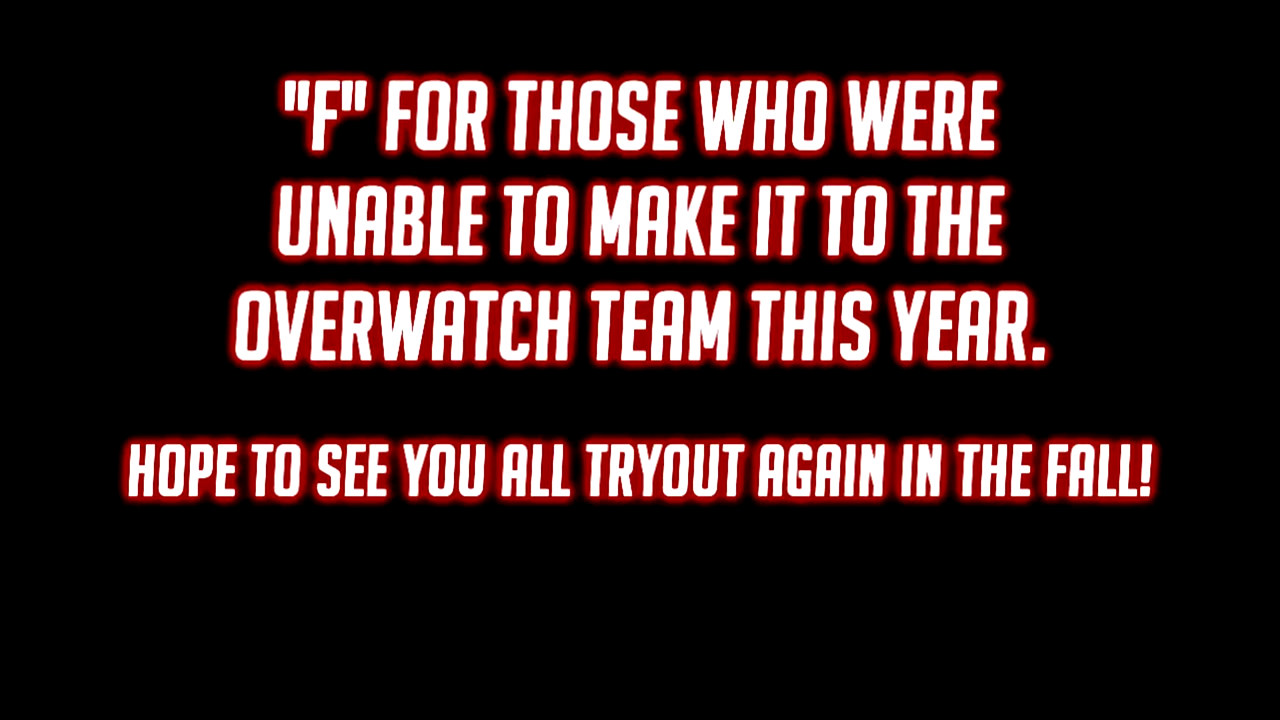 "F" FOR THOSE WHO WERE
UNABLE TO MAKE IT TO THE
OVERWATCH TEAM THIS YEAR.
HOPE TO SEE YOU ALL TRYOUT AGAIN IN THE FALL!